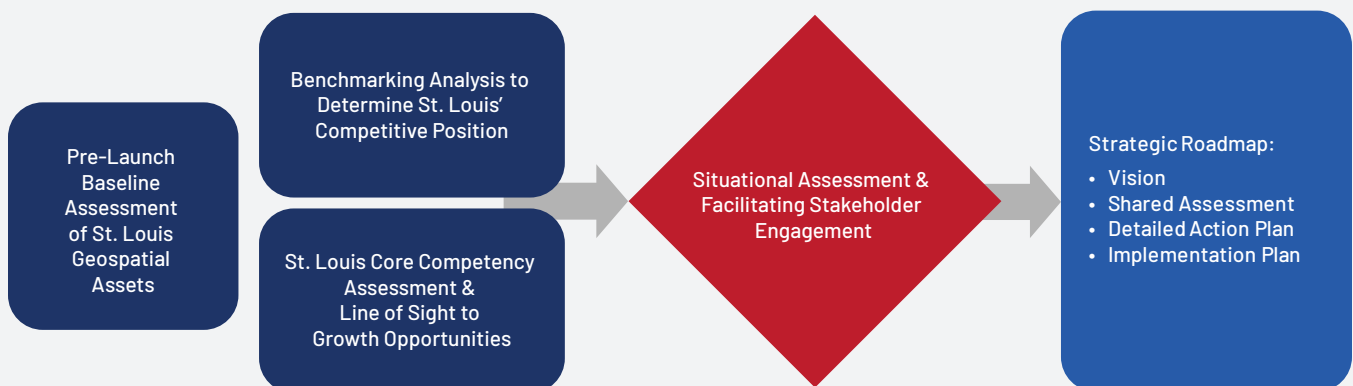 Pre-Launch
Baseline
Assessment
of St. Louis
Geospatial
Assets
Benchmarking Analysis to
Determine St. Louis’
Competitive Position
St. Louis Core Competency
Assessment &
Line of Sight to
Growth Opportunities
Situational Assessment &
Facilitating Stakeholder
Engagement
Strategic Roadmap:
• Vision
• Shared Assessment
• Detailed Action Plan
• Implementation Plan